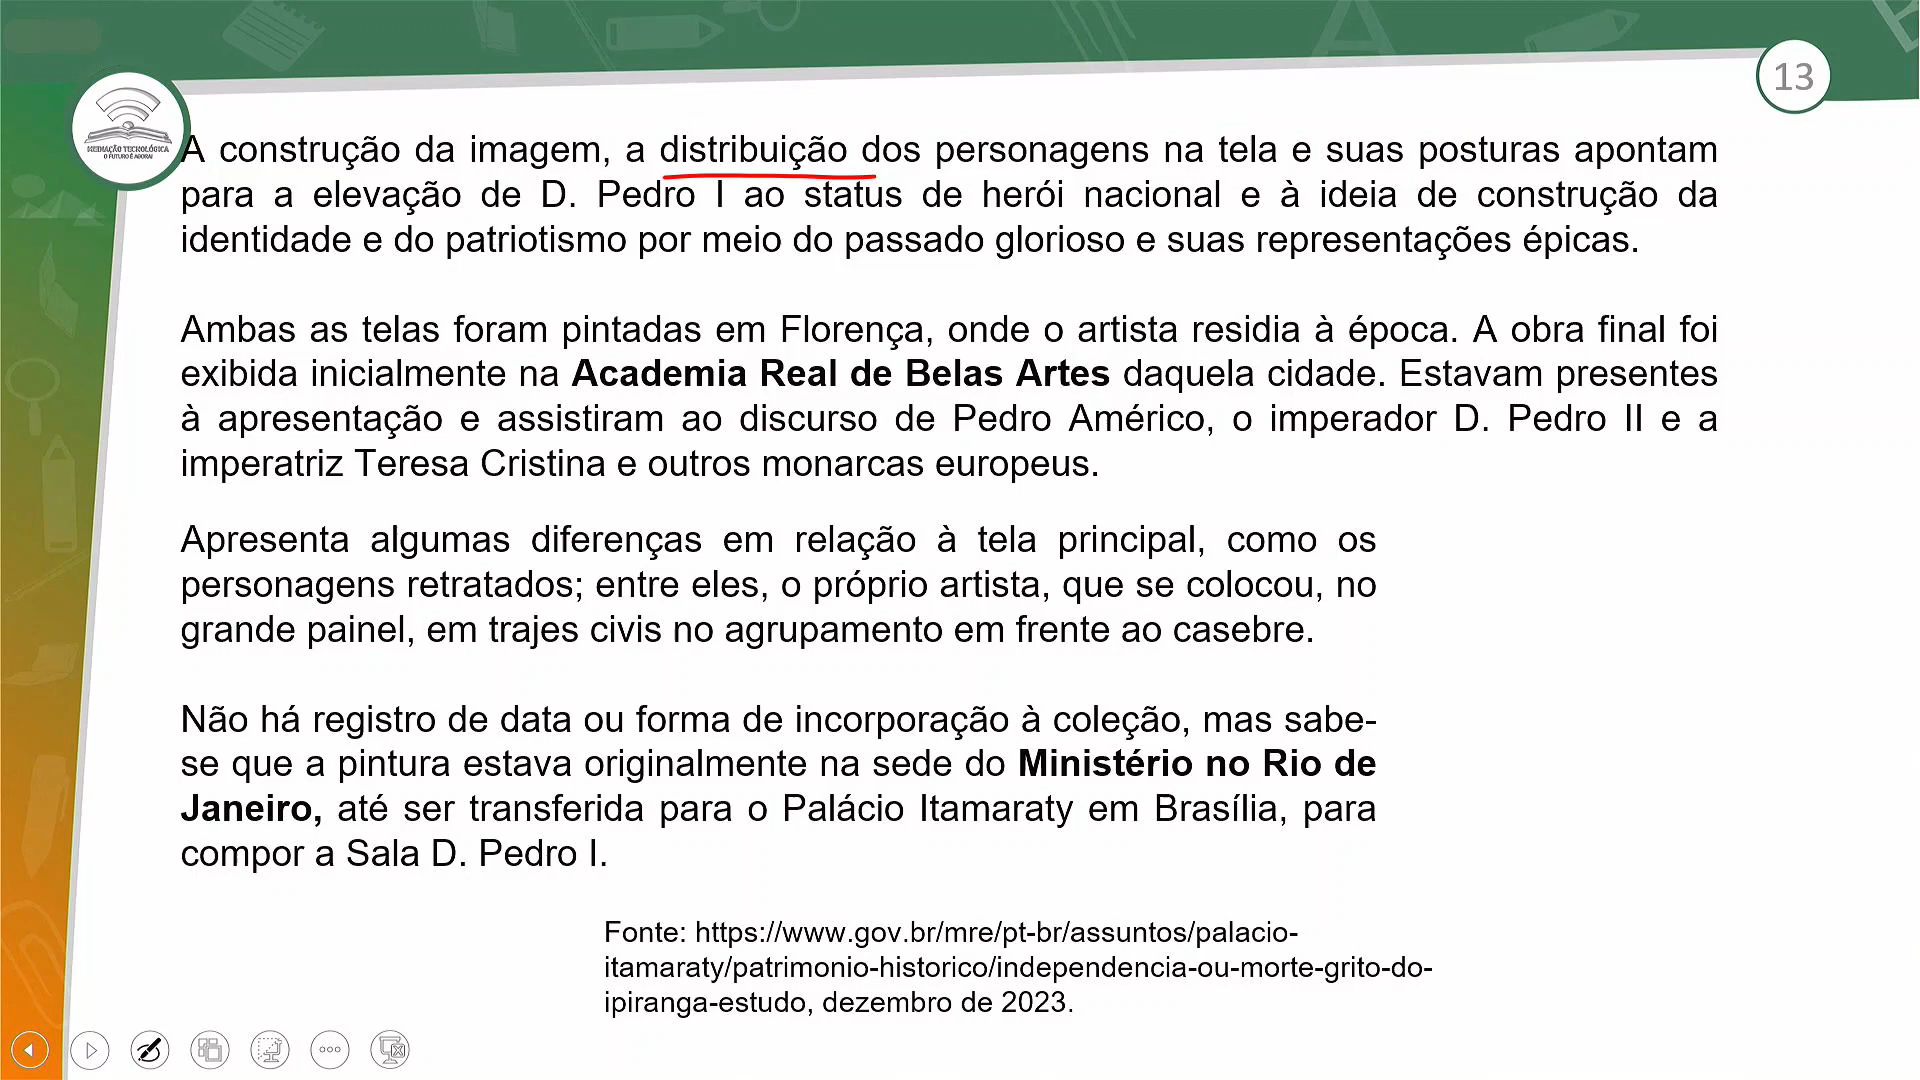 13
MEDIAÇÃO TECNOLÓGICA
O FUTURO É AGORA!
A construção da imagem, a distribuição dos personagens na tela e suas posturas apontam
para a elevação de D. Pedro I ao status de herói nacional e à ideia de construção da
identidade e do patriotismo por meio do passado glorioso e suas representações épicas.
Ambas as telas foram pintadas em Florença, onde o artista residia à época. A obra final foi
exibida inicialmente na Academia Real de Belas Artes daquela cidade. Estavam presentes
à apresentação e assistiram ao discurso de Pedro Américo, o imperador D. Pedro II e a
imperatriz Teresa Cristina e outros monarcas europeus.
Apresenta algumas diferenças em relação à tela principal, como os
personagens retratados; entre eles, o próprio artista, que se colocou, no
grande painel, em trajes civis no agrupamento em frente ao casebre.
Não há registro de data ou forma de incorporação à coleção, mas sabe-
se que a pintura estava originalmente na sede do Ministério no Rio de
Janeiro, até ser transferida para o Palácio Itamaraty em Brasília, para
compor a Sala D. Pedro I.
Fonte: https://www.gov.br/mre/pt-br/assuntos/palacio-
itamaraty/patrimonio-historico/independencia-ou-morte-grito-do-
ipiranga-estudo, dezembro de 2023.